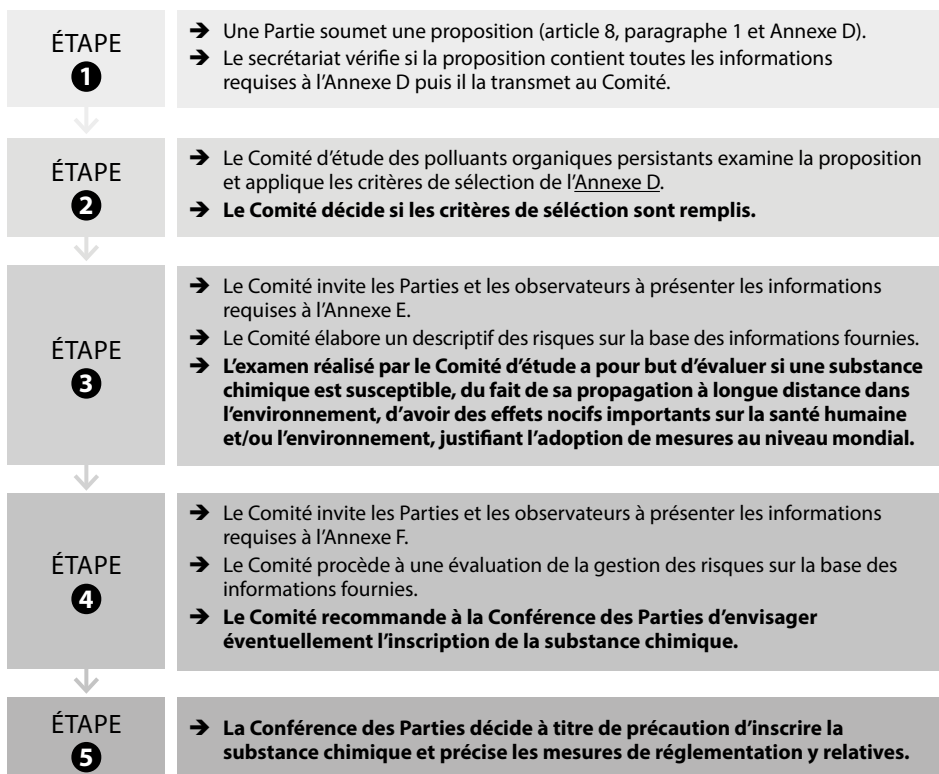 ÉTAPE
1
➔ Une Partie soumet une proposition (article 8, paragraphe 1 et Annexe D).
➔ Le secrétariat vérifie si la proposition contient toutes les informations
requises à l’Annexe D puis il la transmet au Comité.
ÉTAPE
2
➔ Le Comité d’étude des polluants organiques persistants examine la proposition
et applique les critères de sélection de l’Annexe D.
➔ Le Comité décide si les critères de séléction sont remplis.
ÉTAPE
3
➔ Le Comité invite les Parties et les observateurs à présenter les informations
requises à l’Annexe E.
➔ Le Comité élabore un descriptif des risques sur la base des informations fournies.
➔ L’examen réalisé par le Comité d’étude a pour but d’évaluer si une substance
chimique est susceptible, du fait de sa propagation à longue distance dans
l’environnement, d’avoir des effets nocifs importants sur la santé humaine
et/ou l’environnement, justifiant l’adoption de mesures au niveau mondial.
ÉTAPE
4
➔ Le Comité invite les Parties et les observateurs à présenter les informations
requises à l’Annexe F.
➔ Le Comité procède à une évaluation de la gestion des risques sur la base des
informations fournies.
➔ Le Comité recommande à la Conférence des Parties d’envisager
éventuellement l’inscription de la substance chimique.
ÉTAPE
5
➔ La Conférence des Parties décide à titre de précaution d’inscrire la
substance chimique et précise les mesures de réglementation y relatives.